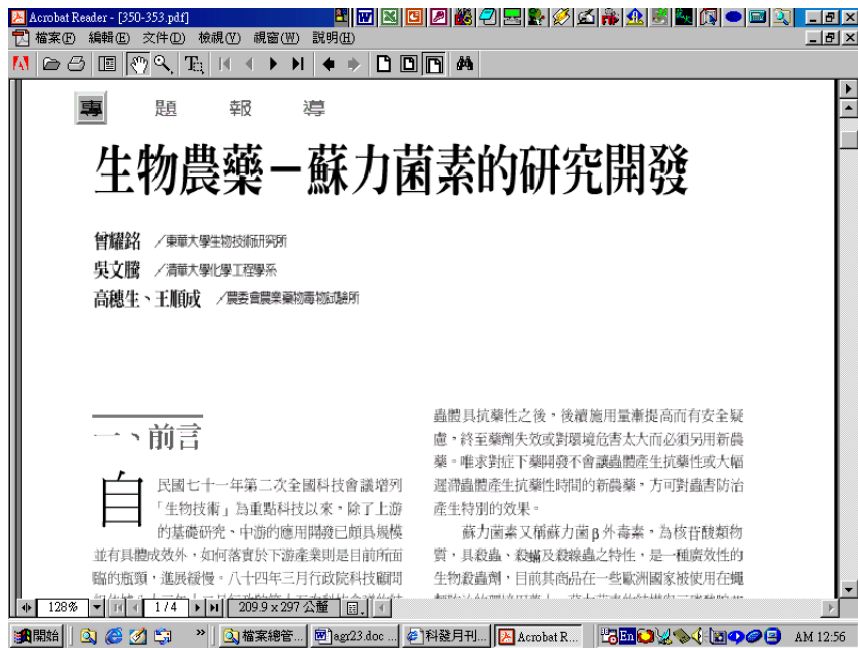 Acrobat Reader - [350-353.pdf]
檔案(F) 編輯(E) 文件(D) 檢視(V) 視窗(W) 説明(H)
專題報導
生物農藥－蘇力菌素的研究開發
曾耀銘 ／東華大學生物技術研究所
吳文騰 ／清華大學化學工程學系
高穗生、王順成 ／農委會農業藥物毒物試驗所
一、前言
自民國七十一年第二次全國科技會議增列
「生物技術」為重點科技以來，除了上游
的基礎研究、中游的應用開發已頗具規模
並有具體成效外，如何落實於下游產業則是目前所面
臨的瓶頸，進展緩慢。八十四年三月行政院科技顧問
蟲體具抗藥性之後，後續施用量漸提高而有安全疑
慮，終至藥劑失效或對環境危害太大而必須另用新農
藥。唯求對症下藥開發不會讓蟲體產生抗藥性或大幅
遲滯蟲體產生抗藥性時間的新農藥，方可對蟲害防治
產生特別的效果。
蘇力菌素又稱蘇力菌β外毒素，為核苷酸類物
質，具殺蟲、殺蟎及殺線蟲之特性，是一種廣效性的
生物殺蟲劑，目前其商品在一些歐洲國家被使用在蠅
128% 1/4 209.9 x 297 公釐
開始 » 檔案總管... agr23.doc ... 科發月刊... Acrobat R... En AM 12:56